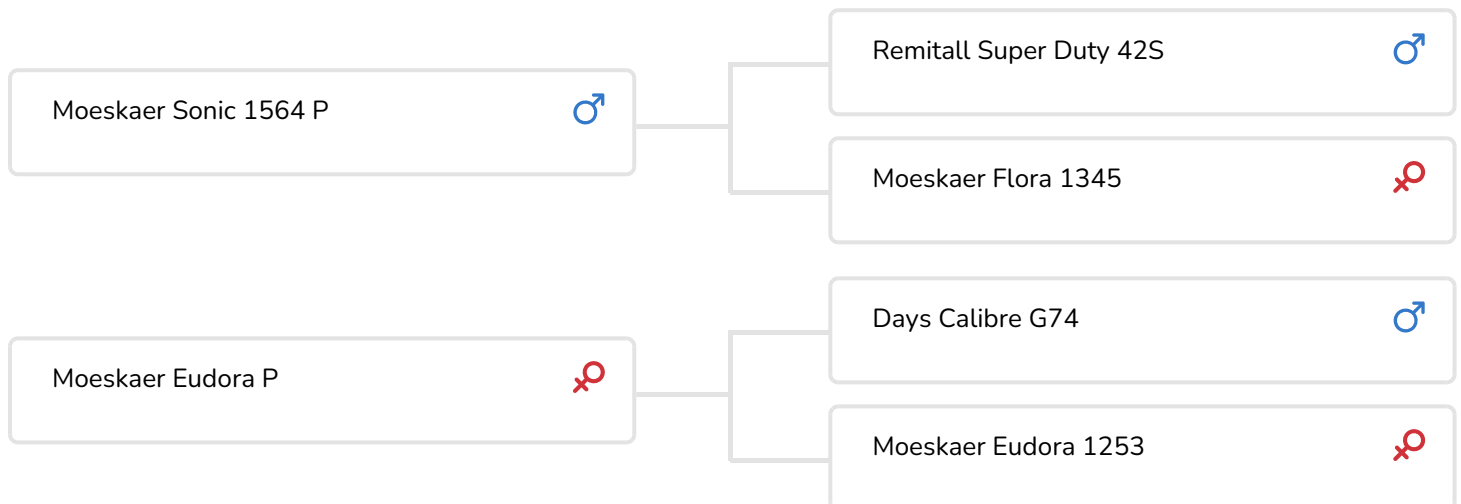 Remitall Super Duty 42S
Moeskaer Sonic 1564 P
Moeskaer Flora 1345
Days Calibre G74
Moeskaer Eudora P
Moeskaer Eudora 1253